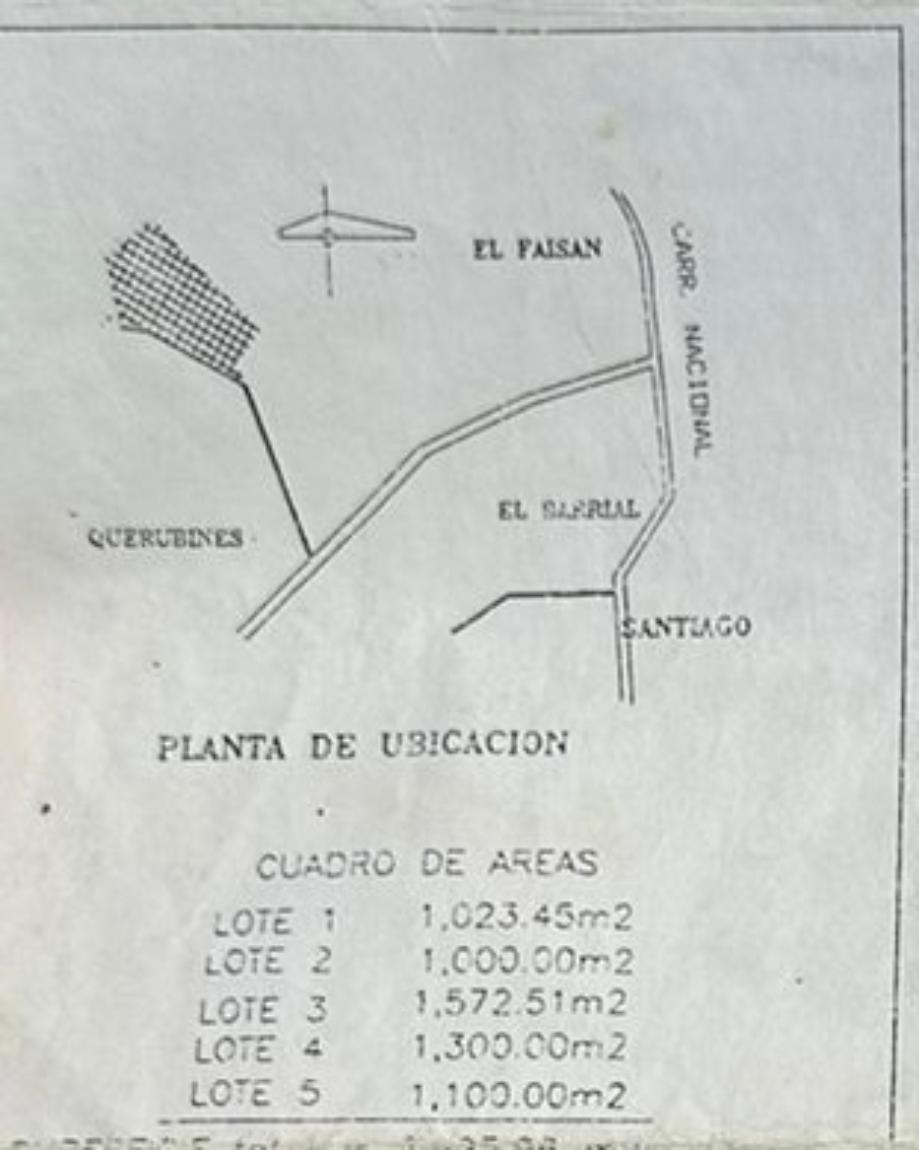 EL FAISAN
CARR. NACIONAL
EL BARRIAL
QUERUBINES
SANTIAGO
PLANTA DE UBICACION
CUADRO DE AREAS
LOTE 1 1,023.45m2
LOTE 2 1,000.00m2
LOTE 3 1,572.51m2
LOTE 4 1,300.00m2
LOTE 5 1,100.00m2